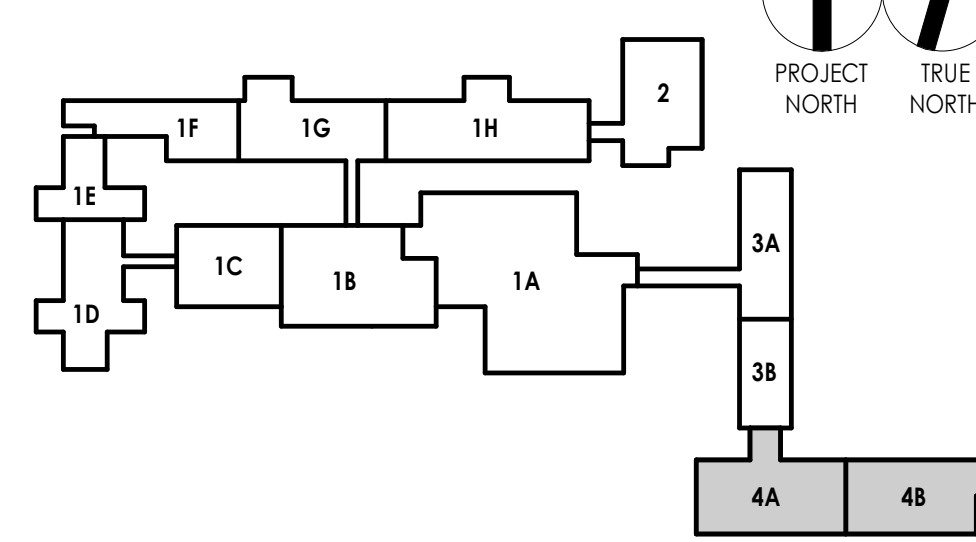 PROJECT TRUE
NORTH NORTH
2
1F 1G 1H
1E
3A
1C 1B 1A
1D
3B
4A 4B